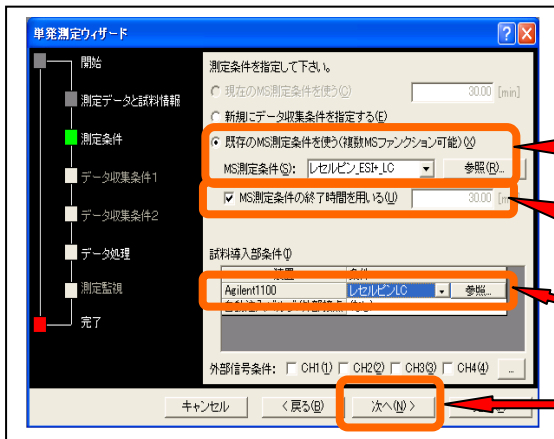 単発測定ウィザード
開始
測定データと試料情報
測定条件
データ収集条件1
データ収集条件2
データ処理
測定監視
完了
測定条件を指定して下さい。
現在のMS測定条件を使う(C) 30.00 [min]
新規にデータ収集条件を指定する(E)
既存のMS測定条件を使う(複数MSファンクション可能)(X)
MS測定条件(S): レセルピン_ESI+_LC 参照(R)...
MS測定条件の終了時間を用いる(U) 30.00
試料導入部条件(I)
装置 条件
Agilent1100 レセルピンLC 参照...
外部信号条件: CH1(1) CH2(2) CH3(3) CH4(4) ...
キャンセル <戻る(B) 次へ(N)>